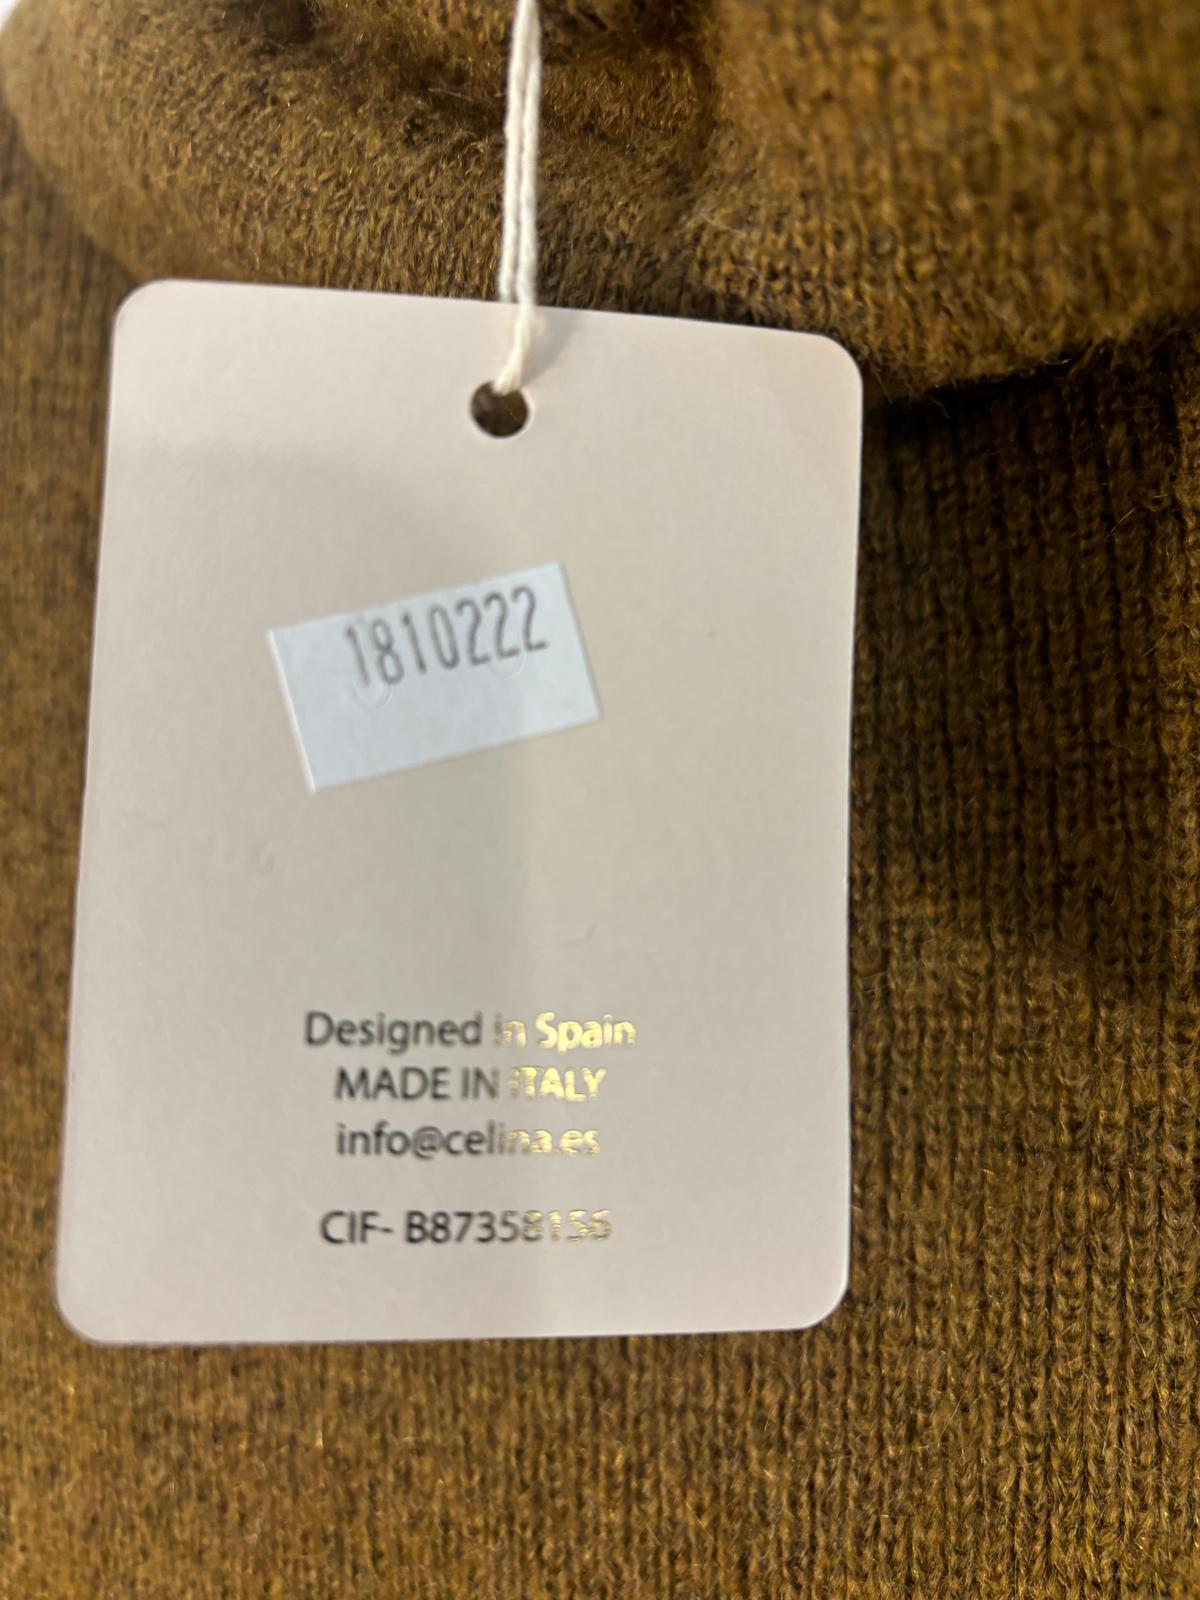 1810222
Designed in Spain
MADE IN ITALY
info@celina.es
CIF- B87358156